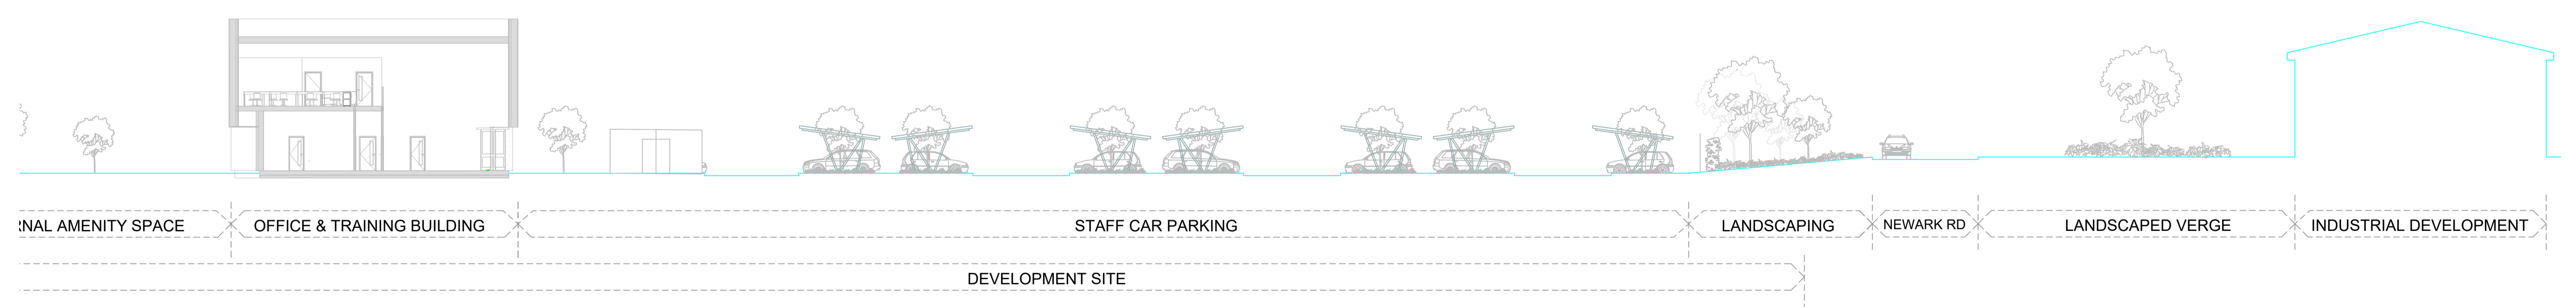 RNAL AMENITY SPACE
OFFICE & TRAINING BUILDING
STAFF CAR PARKING
LANDSCAPING
NEWARK RD
LANDSCAPED VERGE
INDUSTRIAL DEVELOPMENT
DEVELOPMENT SITE